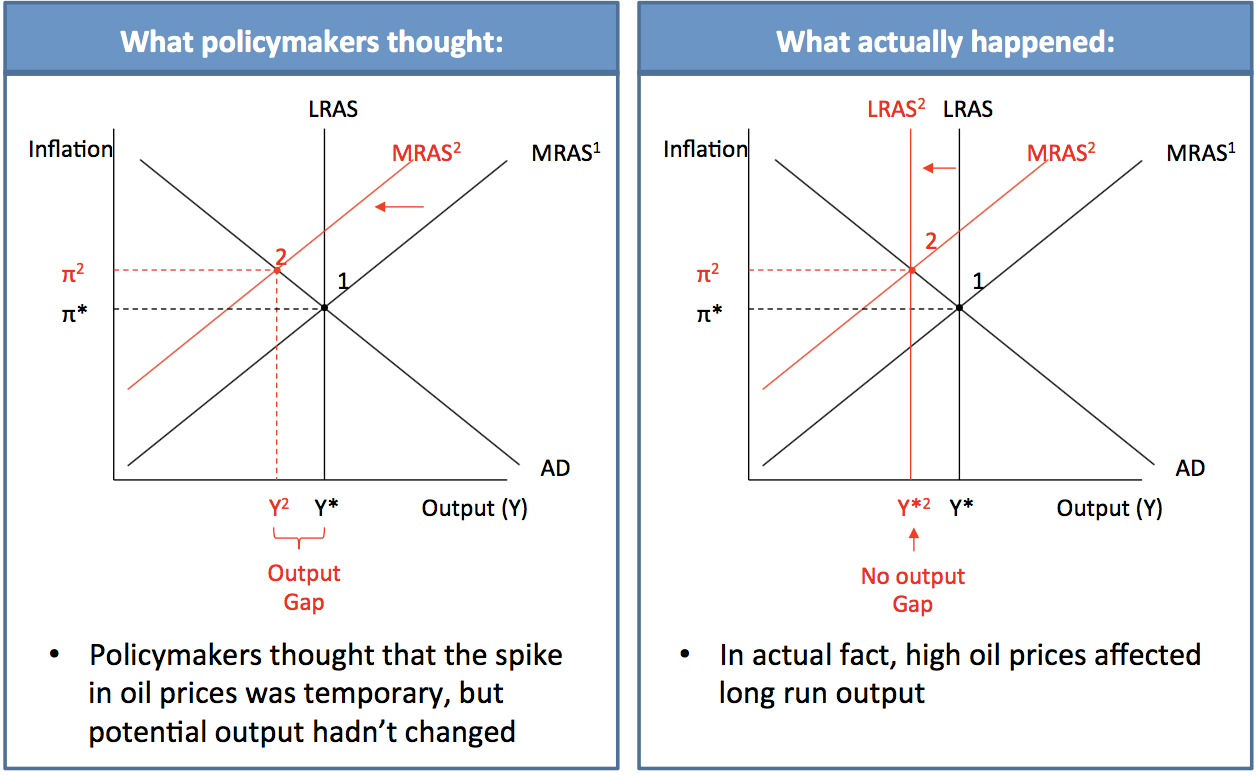 What policymakers thought:
LRAS
Inflation
MRAS²
MRAS¹
2
1
π²
π*
AD
Y²
Y*
Output (Y)
Output
Gap
• Policymakers thought that the spike
in oil prices was temporary, but
potential output hadn’t changed
What actually happened:
LRAS²
LRAS
Inflation
MRAS²
MRAS¹
2
1
π²
π*
AD
Y*²
Y*
Output (Y)
No output
Gap
• In actual fact, high oil prices affected
long run output